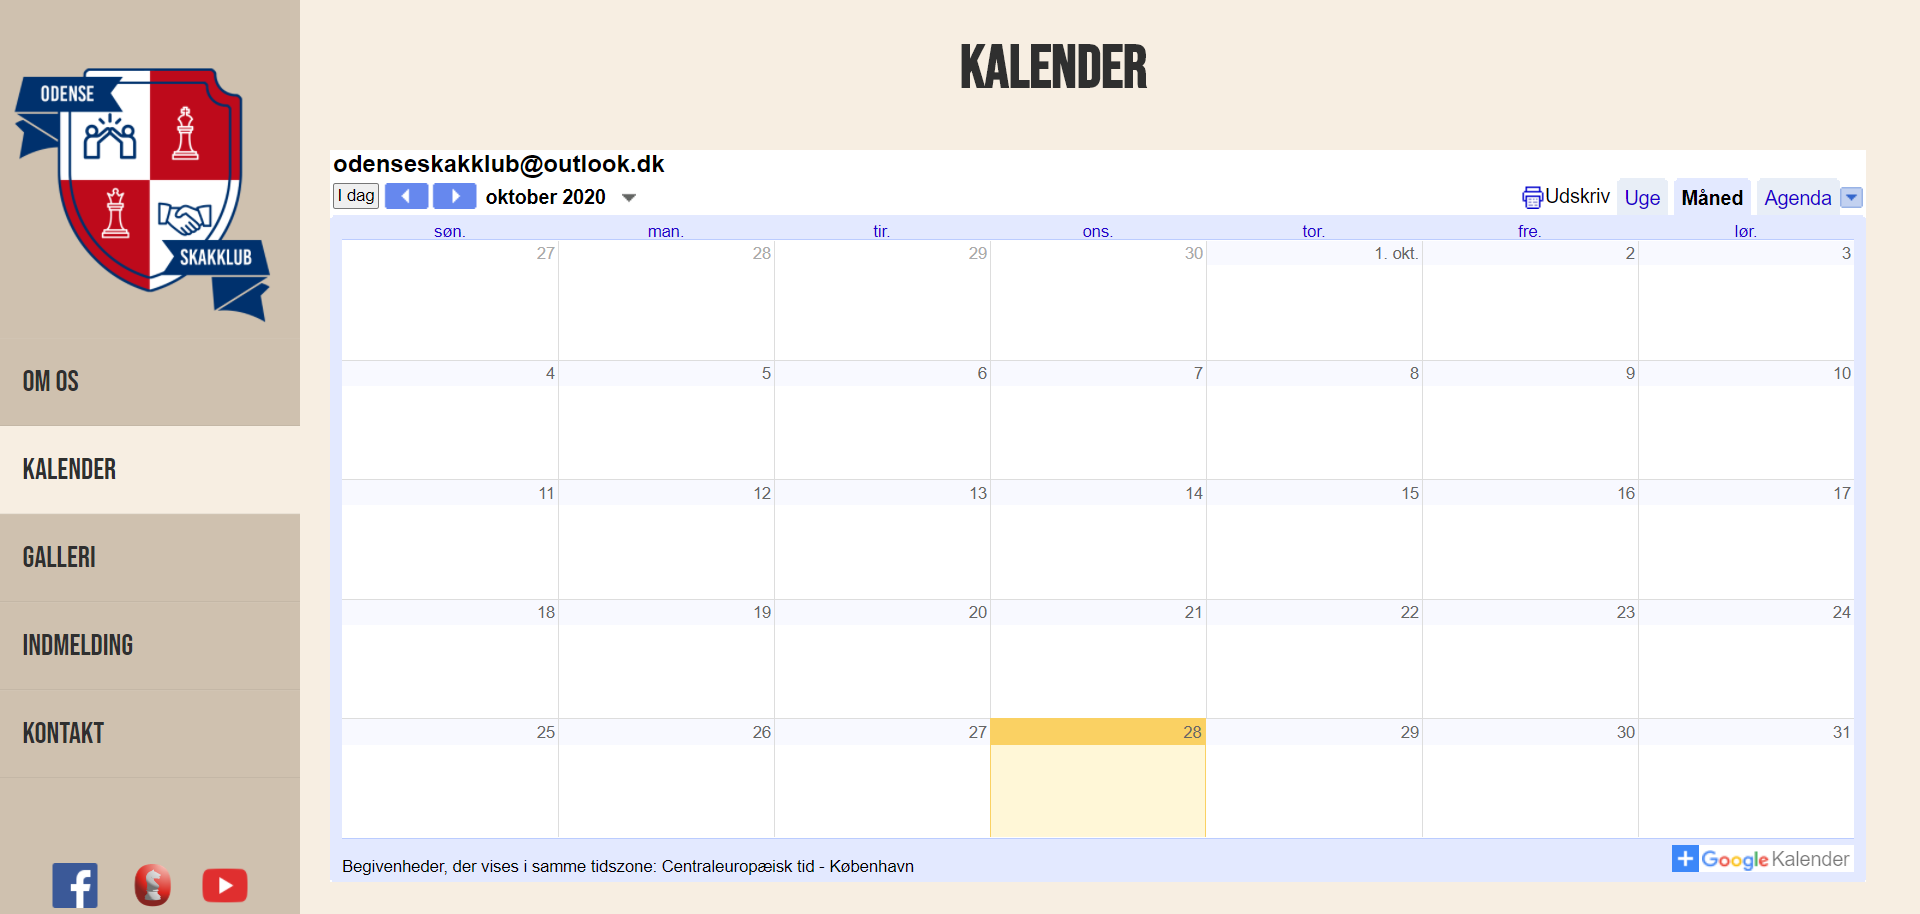 ODENSE
SKAKKLUB
OM OS
KALENDER
GALLERI
INDMELDING
KONTAKT
KALENDER
odenseskakklub@outlook.dk
I dag oktober 2020 Udskriv Uge Måned Agenda
søn. man. tir. ons. tor. fre. lør.
27 28 29 30 1. okt. 2 3
4 5 6 7 8 9 10
11 12 13 14 15 16 17
18 19 20 21 22 23 24
25 26 27 28 29 30 31
Begivenheder, der vises i samme tidszone: Centraleuropæisk tid - København
Google Kalender